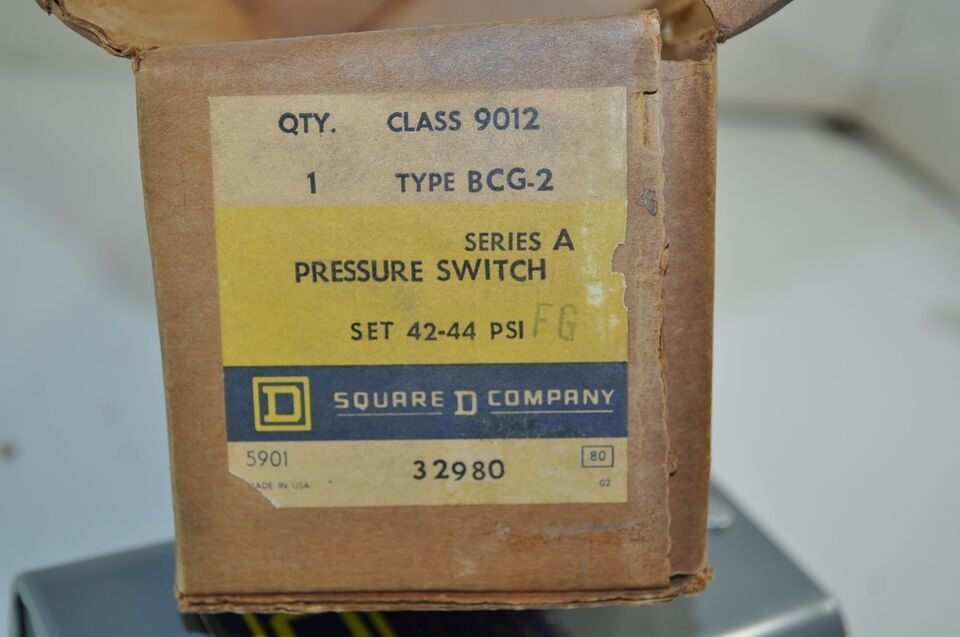 QTY. CLASS 9012
1 TYPE BCG-2
SERIES A
PRESSURE SWITCH
SET 42-44 PSI FG
D SQUARE D COMPANY
5901 32980 80
MADE IN USA 02